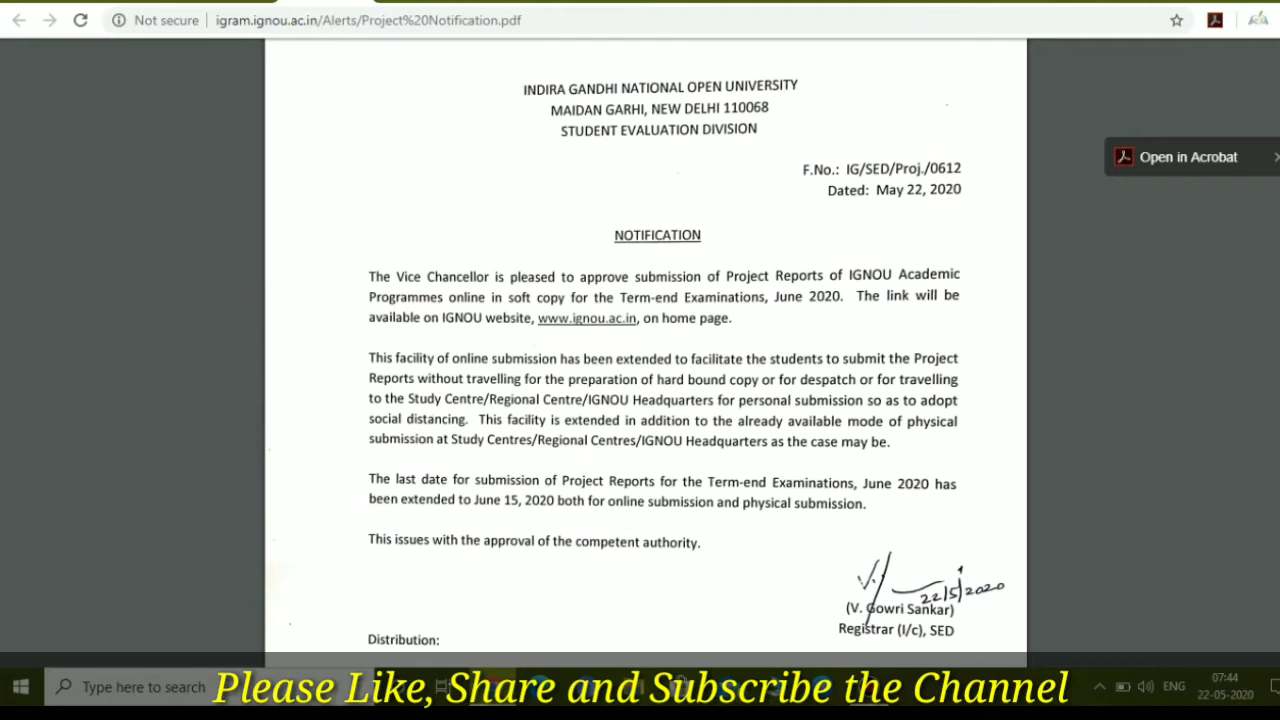 Not secure
igram.ignou.ac.in/Alerts/Project%20Notification.pdf
INDIRA GANDHI NATIONAL OPEN UNIVERSITY
MAIDAN GARHI, NEW DELHI 110068
STUDENT EVALUATION DIVISION
Open in Acrobat
F.No.: IG/SED/Proj./0612
Dated: May 22, 2020
NOTIFICATION
The Vice Chancellor is pleased to approve submission of Project Reports of IGNOU Academic
Programmes online in soft copy for the Term-end Examinations, June 2020. The link will be
available on IGNOU website, www.ignou.ac.in, on home page.
This facility of online submission has been extended to facilitate the students to submit the Project
Reports without travelling for the preparation of hard bound copy or for despatch or for travelling
to the Study Centre/Regional Centre/IGNOU Headquarters for personal submission so as to adopt
social distancing. This facility is extended in addition to the already available mode of physical
submission at Study Centres/Regional Centres/IGNOU Headquarters as the case may be.
The last date for submission of Project Reports for the Term-end Examinations, June 2020 has
been extended to June 15, 2020 both for online submission and physical submission.
This issues with the approval of the competent authority.
22/5/2020
(V. Gowri Sankar)
Registrar (I/c), SED
Distribution:
Type here to search
Please Like, Share and Subscribe the Channel
ENG
07:44
22-05-2020